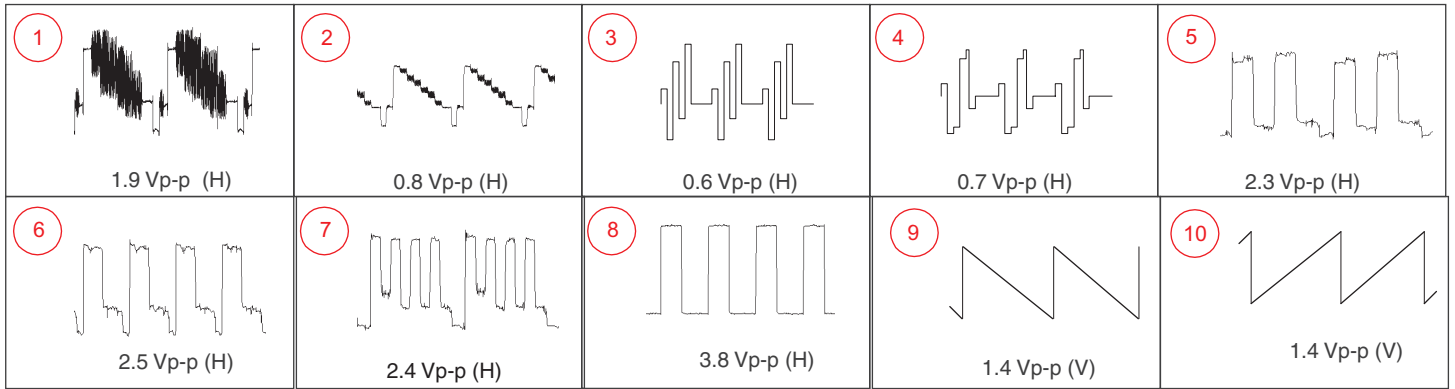 1
2
3
4
5
1.9 Vp-p (H)
0.8 Vp-p (H)
0.6 Vp-p (H)
0.7 Vp-p (H)
2.3 Vp-p (H)
6
7
8
9
10
2.5 Vp-p (H)
2.4 Vp-p (H)
3.8 Vp-p (H)
1.4 Vp-p (V)
1.4 Vp-p (V)